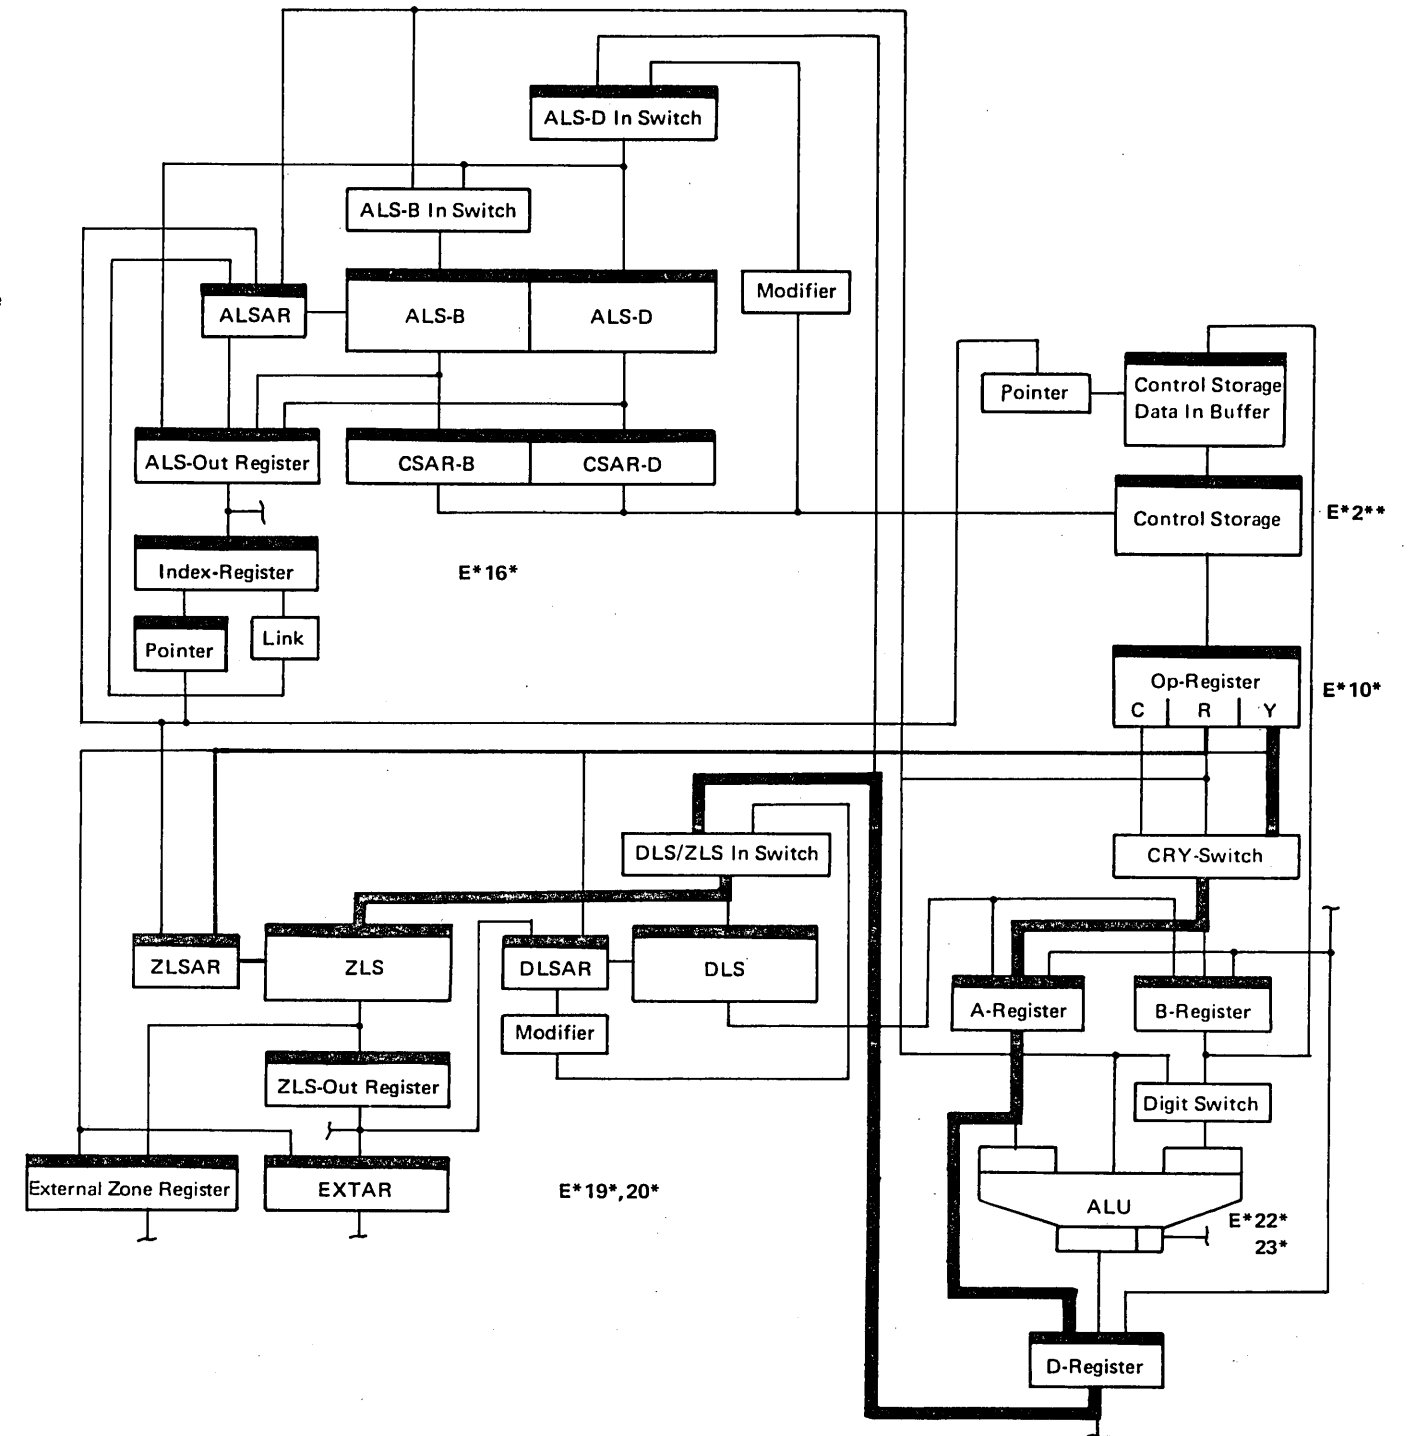 ALS-D In Switch
ALS-B In Switch
ALSAR
ALS-B
ALS-D
Modifier
Pointer
Control Storage
Data In Buffer
ALS-Out Register
CSAR-B
CSAR-D
Control Storage
E*2**
Index-Register
E*16*
Pointer
Link
Op-Register
C
R
Y
E*10*
DLS/ZLS In Switch
CRY-Switch
ZLSAR
ZLS
DLSAR
DLS
A-Register
B-Register
Modifier
ZLS-Out Register
Digit Switch
External Zone Register
EXTAR
E*19*,20*
ALU
E*22*
23*
D-Register